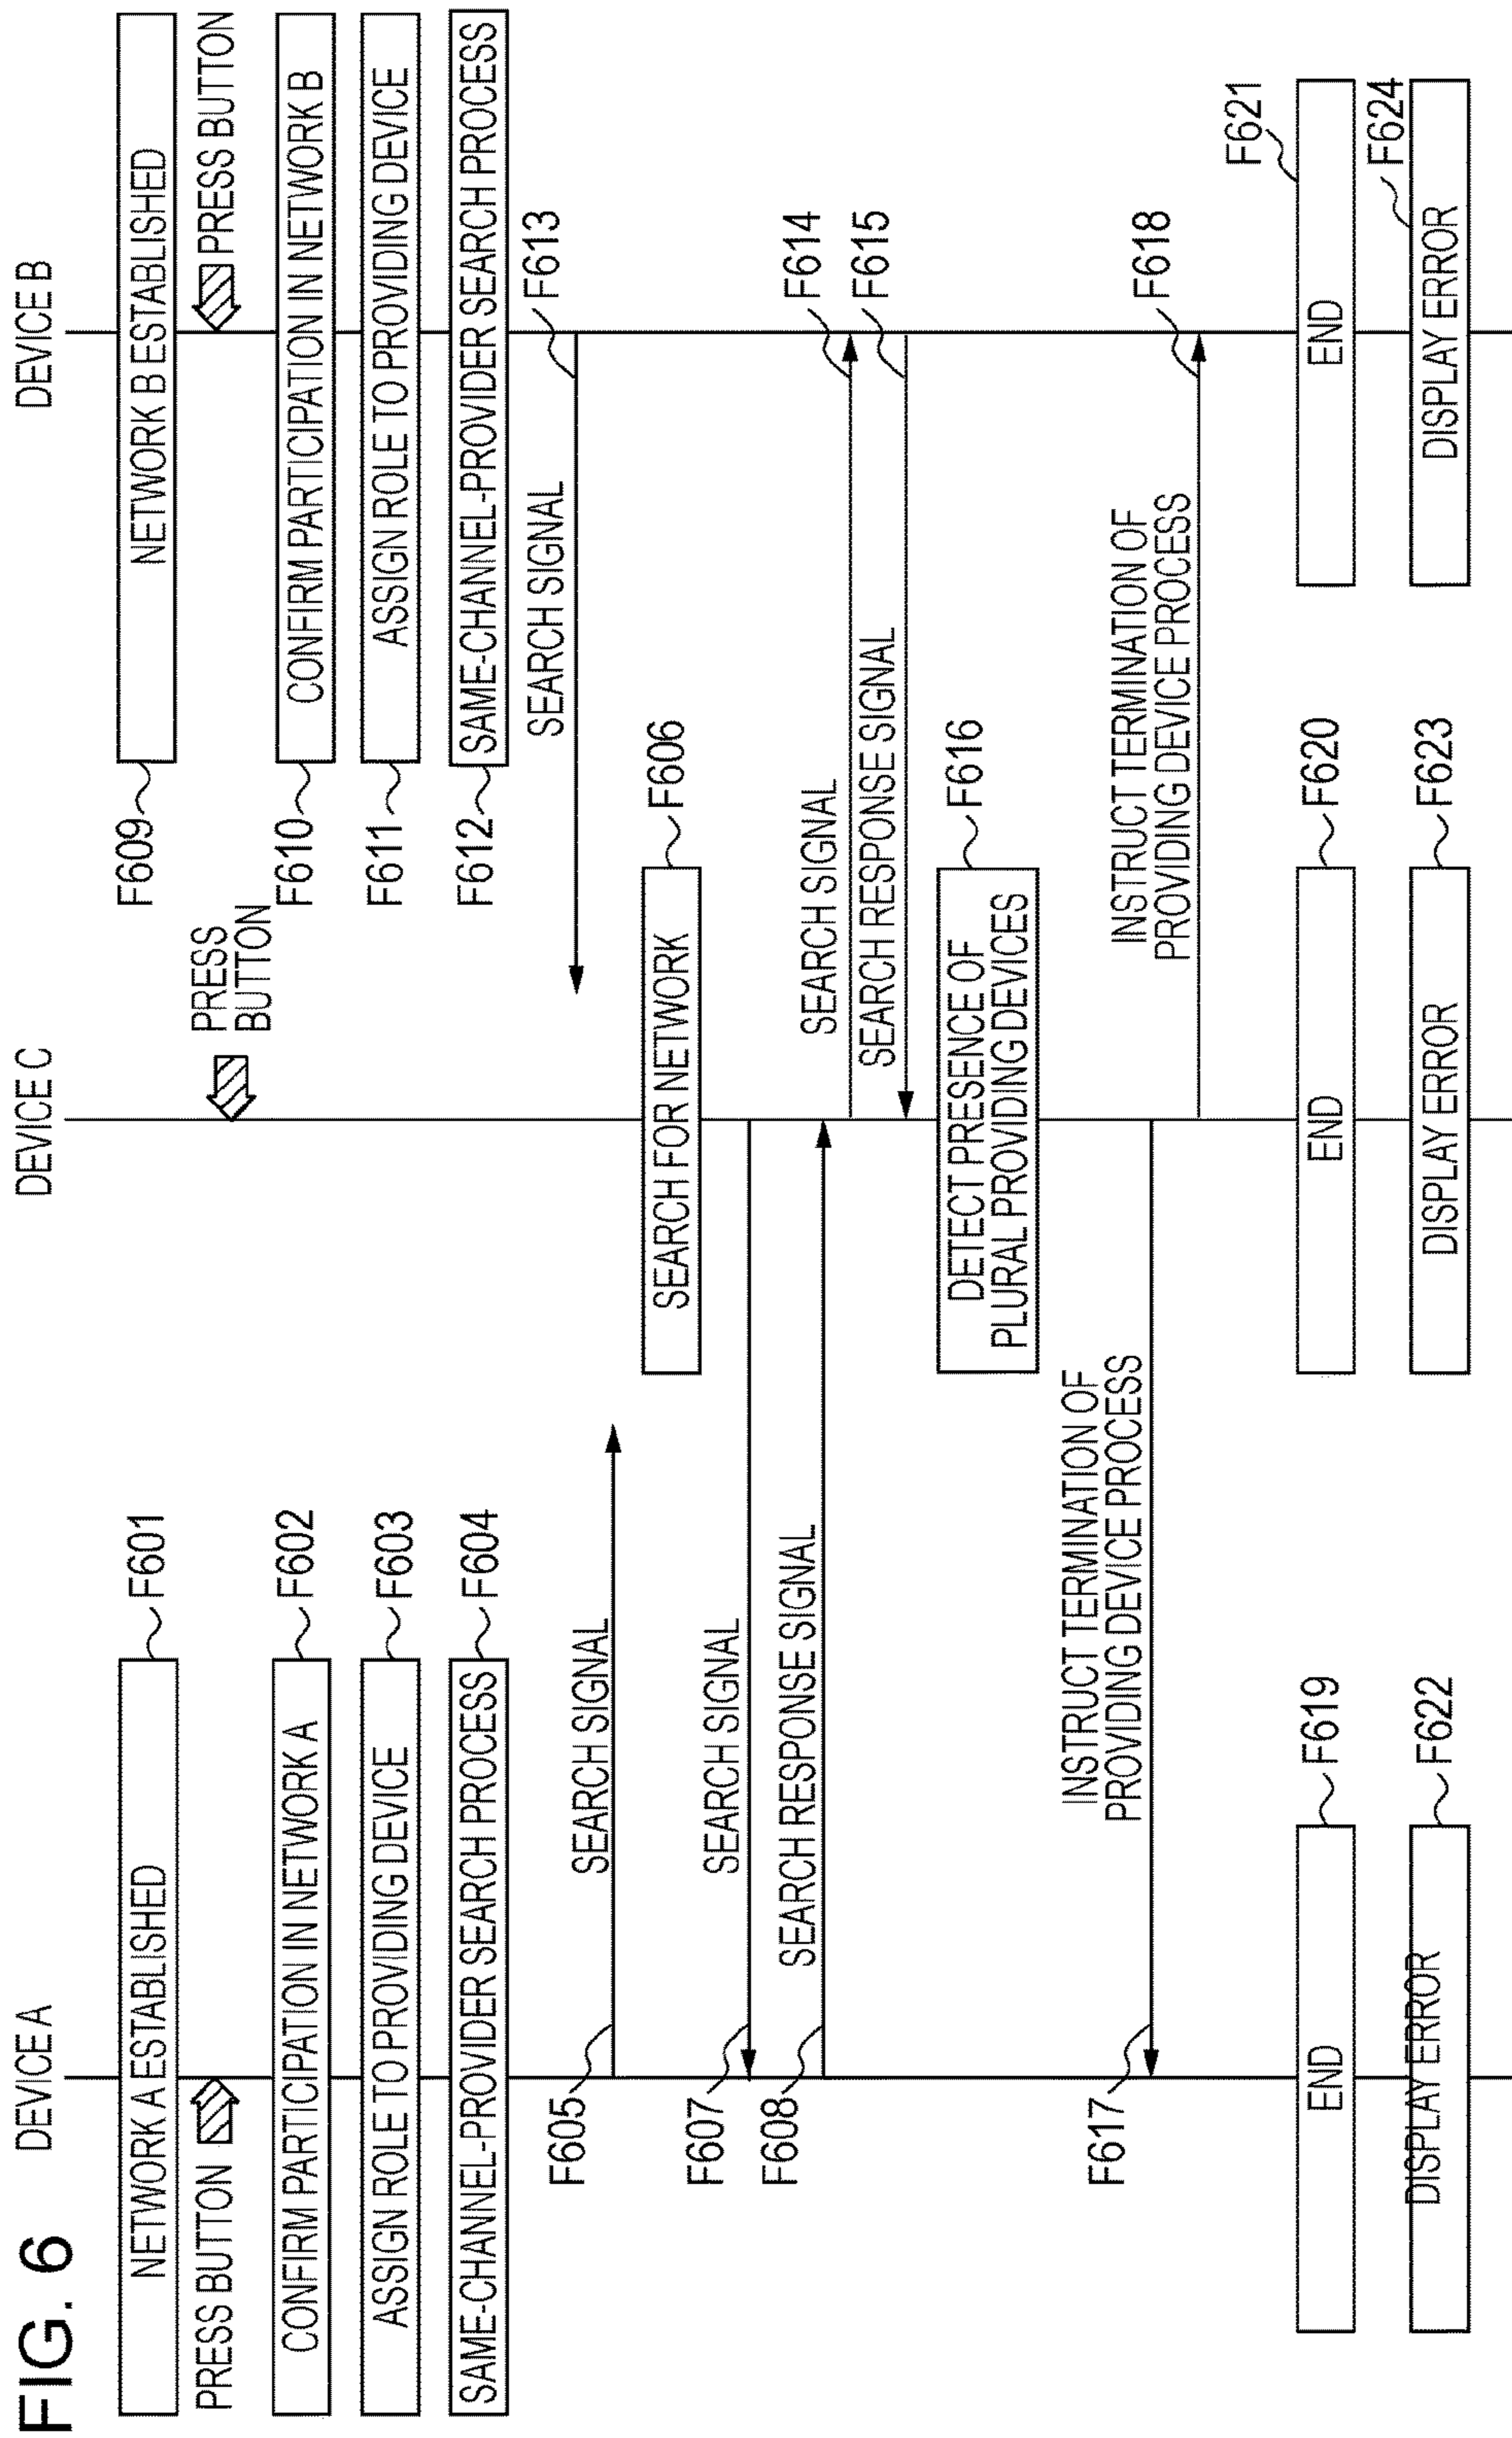 FIG. 6
DEVICE A
DEVICE C
DEVICE B
NETWORK A ESTABLISHED
F601
F609
NETWORK B ESTABLISHED
PRESS BUTTON
PRESS
BUTTON
PRESS BUTTON
CONFIRM PARTICIPATION IN NETWORK A
F602
F610
CONFIRM PARTICIPATION IN NETWORK B
ASSIGN ROLE TO PROVIDING DEVICE
F603
F611
ASSIGN ROLE TO PROVIDING DEVICE
SAME-CHANNEL-PROVIDER SEARCH PROCESS
F604
F612
SAME-CHANNEL-PROVIDER SEARCH PROCESS
SEARCH SIGNAL
F613
F605
SEARCH SIGNAL
SEARCH FOR NETWORK
F606
F607
SEARCH SIGNAL
F608
SEARCH RESPONSE SIGNAL
SEARCH SIGNAL
F614
SEARCH RESPONSE SIGNAL
F615
DETECT PRESENCE OF
PLURAL PROVIDING DEVICES
F616
F617
INSTRUCT TERMINATION OF
PROVIDING DEVICE PROCESS
INSTRUCT TERMINATION OF
PROVIDING DEVICE PROCESS
F618
END
F619
END
F620
END
F621
DISPLAY ERROR
F622
DISPLAY ERROR
F623
DISPLAY ERROR
F624